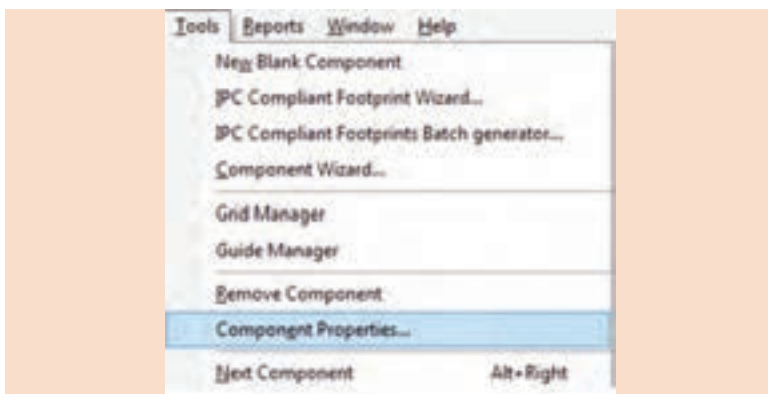 Tools Reports Window Help
New Blank Component
IPC Compliant Footprint Wizard...
IPC Compliant Footprints Batch generator...
Component Wizard...
Grid Manager
Guide Manager
Remove Component
Component Properties...
Next Component Alt+Right